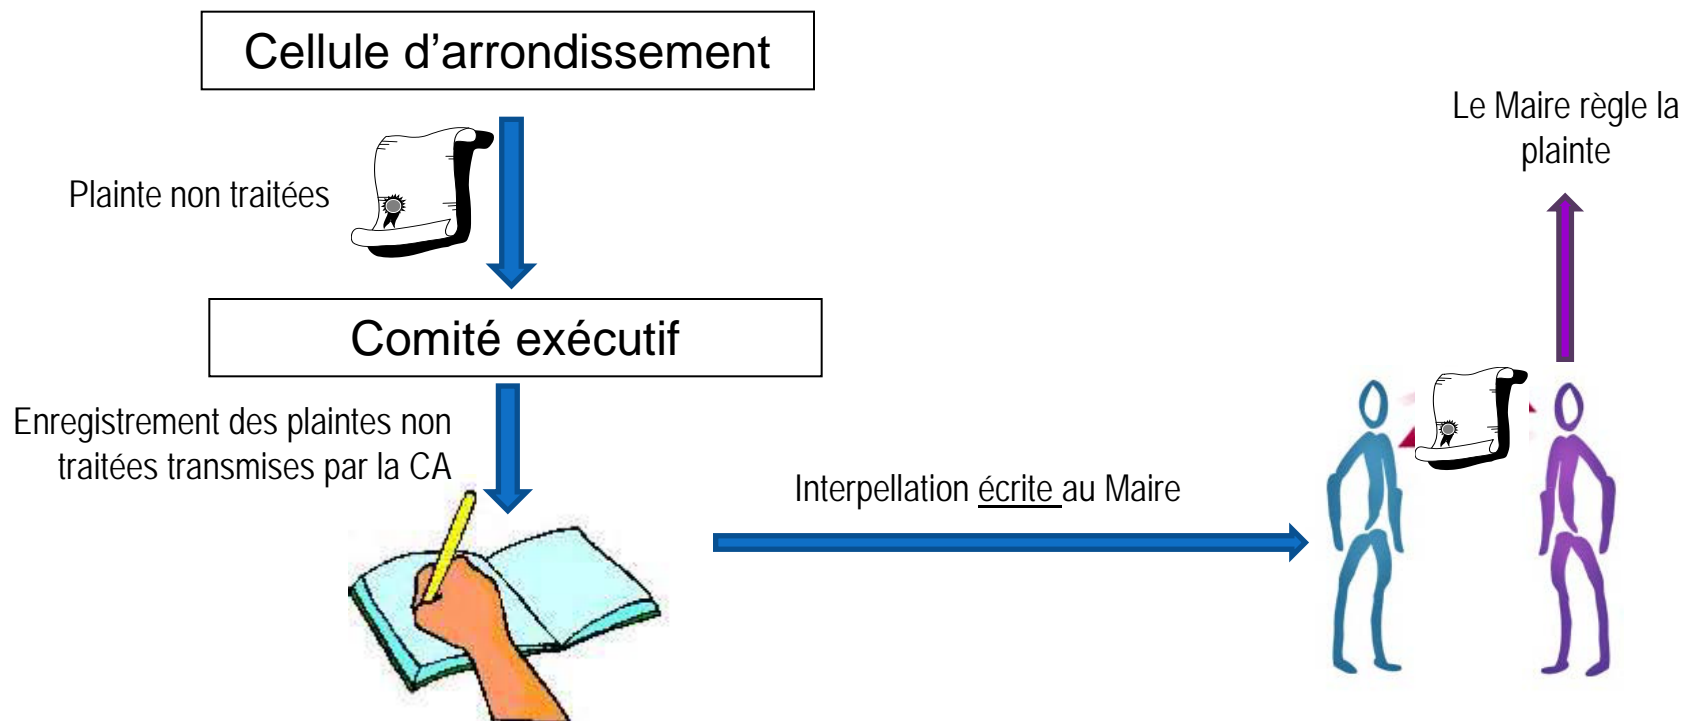 Cellule d’arrondissement
Plainte non traitées
Comité exécutif
Enregistrement des plaintes non
traitées transmises par la CA
Interpellation écrite au Maire
Le Maire règle la
plainte